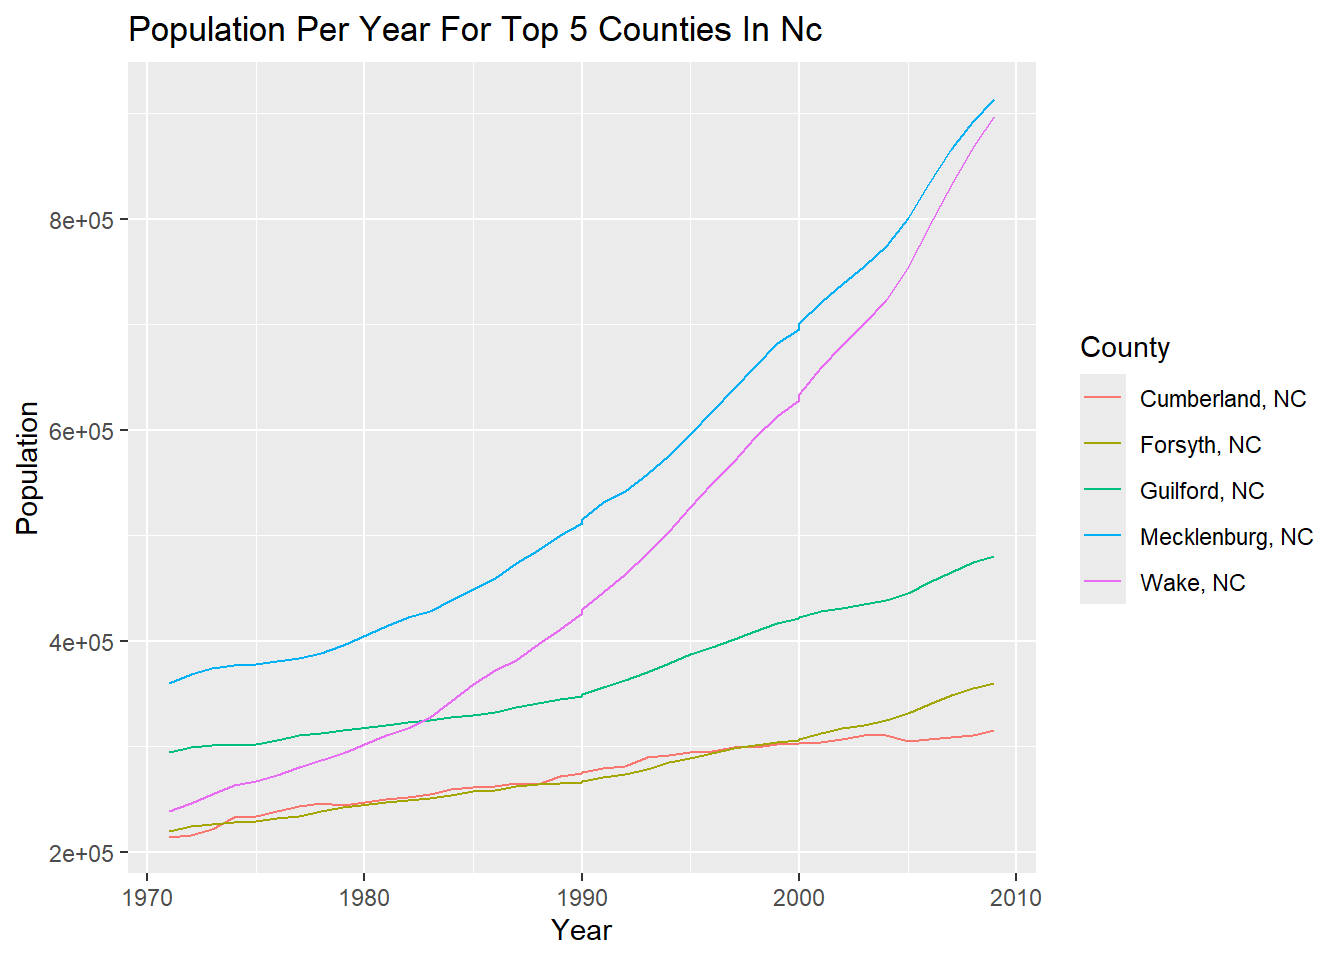 Population Per Year For Top 5 Counties In Nc
Population
8e+05
6e+05
4e+05
2e+05
1970 1980 1990 2000 2010
Year
County
Cumberland, NC
Forsyth, NC
Guilford, NC
Mecklenburg, NC
Wake, NC